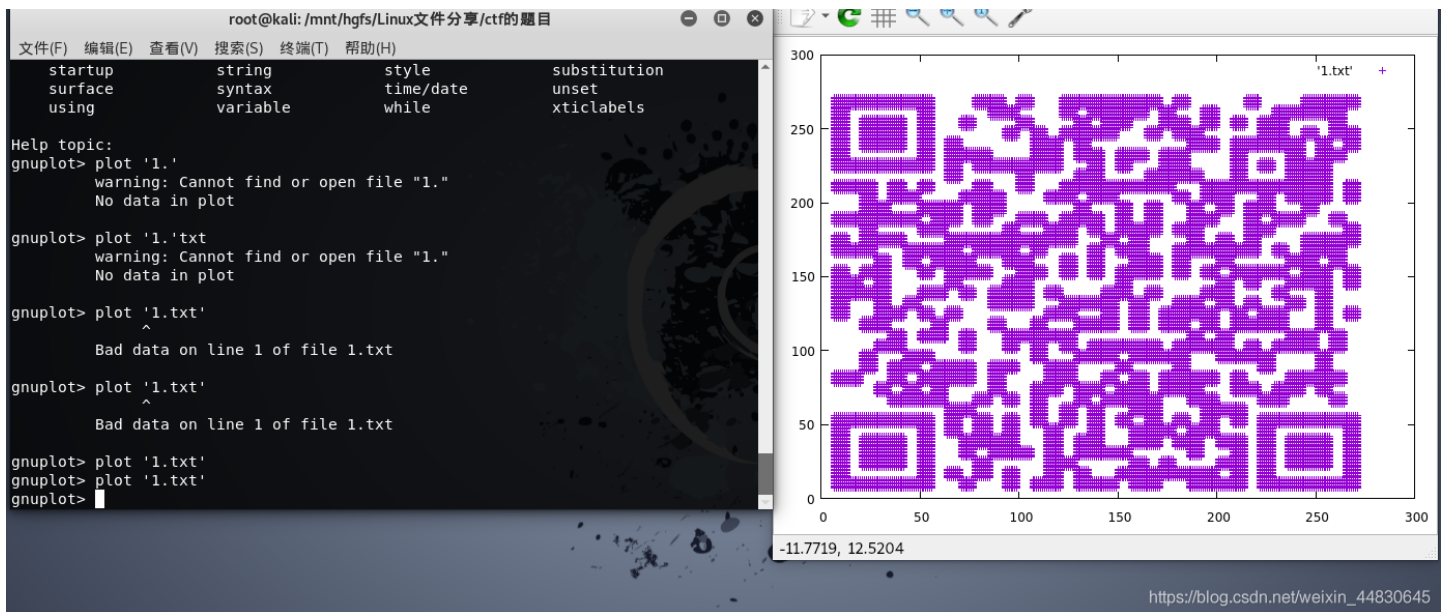 root@kali: /mnt/hgfs/Linux文件分享/ctf的题目
文件(F) 编辑(E) 查看(V) 搜索(S) 终端(T) 帮助(H)
startup string style substitution
surface syntax time/date unset
using variable while xticlabels
Help topic:
gnuplot> plot '1.'
warning: Cannot find or open file "1."
No data in plot
gnuplot> plot '1.'txt
warning: Cannot find or open file "1."
No data in plot
gnuplot> plot '1.txt'
^
Bad data on line 1 of file 1.txt
gnuplot> plot '1.txt'
^
Bad data on line 1 of file 1.txt
gnuplot> plot '1.txt'
gnuplot> plot '1.txt'
gnuplot>
300
'1.txt' +
250
200
150
100
50
0
0 50 100 150 200 250 300
-11.7719, 12.5204
https://blog.csdn.net/weixin_44830645